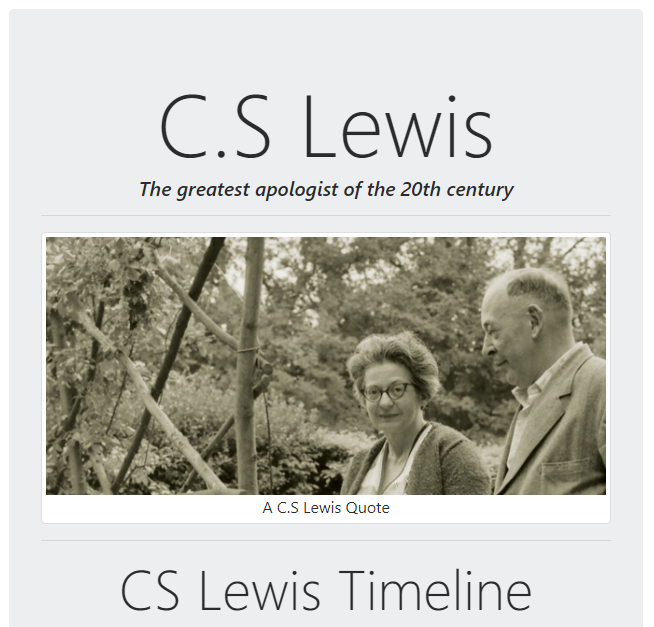 C.S Lewis
The greatest apologist of the 20th century
A C.S Lewis Quote
CS Lewis Timeline